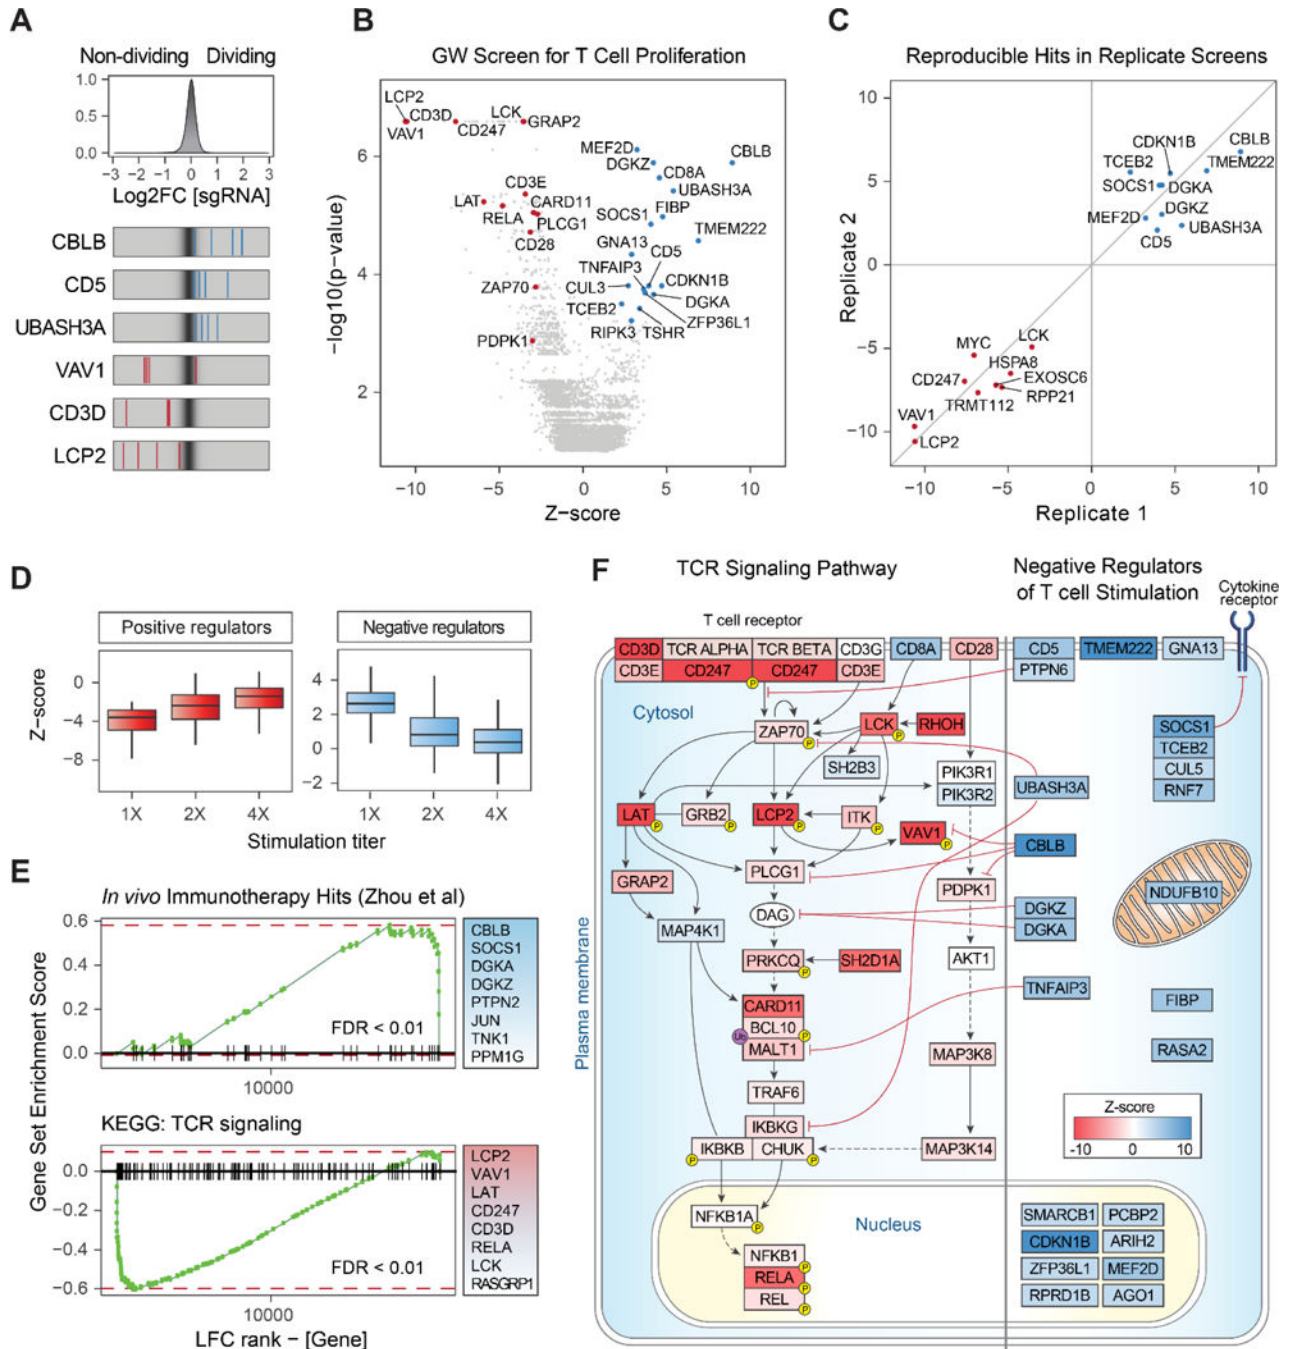 A
Non-dividing Dividing
1.0
0.5
0.0
−3 −2 −1 0 1 2 3
Log2FC [sgRNA]
CBLB
CD5
UBASH3A
VAV1
CD3D
LCP2
B
GW Screen for T Cell Proliferation
LCP2
CD3D
VAV1
CD247
LCK
GRAP2
MEF2D
DGKZ
CBLB
CD8A
UBASH3A
CD3E
LAT
CARD11
RELA
PLCG1
CD28
FIBP
SOCS1
TMEM222
GNA13
CD5
TNFAIP3
ZAP70
CUL3
CDKN1B
DGKA
TCEB2
ZFP36L1
RIPK3
TSHR
PDPK1
6
4
2
−log10(p−value)
−10 −5 0 5 10
Z−score
C
Reproducible Hits in Replicate Screens
10
5
0
−5
−10
Replicate 2
CDKN1B
CBLB
TCEB2
TMEM222
SOCS1
DGKA
MEF2D
DGKZ
CD5
UBASH3A
LCK
MYC
HSPA8
CD247
EXOSC6
RPP21
TRMT112
VAV1
LCP2
−10 −5 0 5 10
Replicate 1
D
Positive regulators
Negative regulators
Z−score
0
−4
−8
4
2
0
−2
1X 2X 4X
1X 2X 4X
Stimulation titer
E
In vivo Immunotherapy Hits (Zhou et al)
0.6
0.4
0.2
0.0
FDR < 0.01
10000
CBLB
SOCS1
DGKA
DGKZ
PTPN2
JUN
TNK1
PPM1G
Gene Set Enrichment Score
KEGG: TCR signaling
0.0
−0.2
−0.4
−0.6
FDR < 0.01
10000
LCP2
VAV1
LAT
CD247
CD3D
RELA
LCK
RASGRP1
LFC rank − [Gene]
F
TCR Signaling Pathway
Negative Regulators
of T cell Stimulation
Cytokine
receptor
T cell receptor
CD3D TCR ALPHA TCR BETA CD3G CD8A CD28 CD5 TMEM222 GNA13
CD3E CD247 CD247 CD3E PTPN6
P
Cytosol
ZAP70
P
LCK
P
RHOH
SH2B3
PIK3R1
PIK3R2
SOCS1
TCEB2
CUL5
RNF7
UBASH3A
LAT
P
GRB2
P
LCP2
P
ITK
P
VAV1
P
CBLB
PLCG1
GRAP2
PDPK1
NDUFB10
DAG
DGKZ
DGKA
MAP4K1
PRKCQ
P
SH2D1A
AKT1
TNFAIP3
FIBP
CARD11
BCL10
P
Ub
MALT1
MAP3K8
RASA2
TRAF6
IKBKG
IKBKB
P
CHUK
P
MAP3K14
Z-score
-10 0 10
Plasma membrane
NFKB1A
P
Nucleus
NFKB1
P
RELA
P
REL
P
SMARCB1 PCBP2
CDKN1B ARIH2
ZFP36L1 MEF2D
RPRD1B AGO1